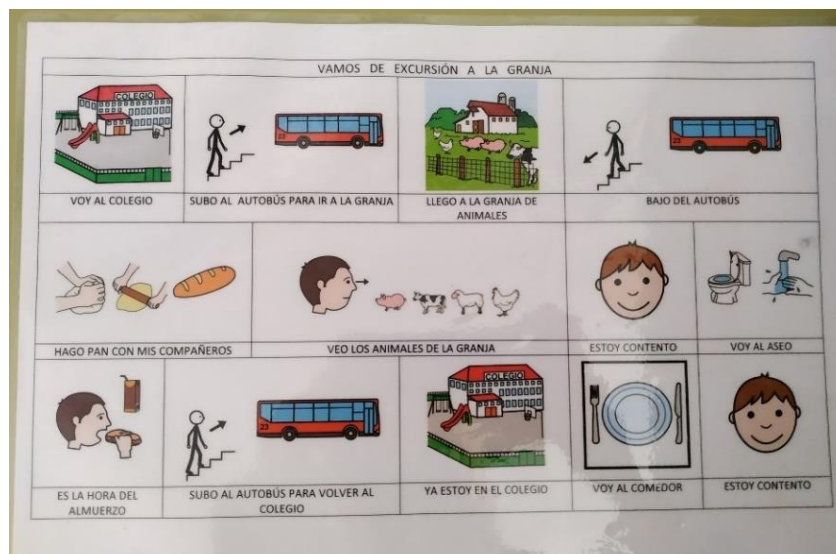 VAMOS DE EXCURSIÓN A LA GRANJA
COLEGIO
23
23
VOY AL COLEGIO
SUBO AL AUTOBÚS PARA IR A LA GRANJA
LLEGO A LA GRANJA DE
ANIMALES
BAJO DEL AUTOBÚS
HAGO PAN CON MIS COMPAÑEROS
VEO LOS ANIMALES DE LA GRANJA
ESTOY CONTENTO
VOY AL ASEO
23
COLEGIO
ES LA HORA DEL
ALMUERZO
SUBO AL AUTOBÚS PARA VOLVER AL
COLEGIO
YA ESTOY EN EL COLEGIO
VOY AL COMEDOR
ESTOY CONTENTO